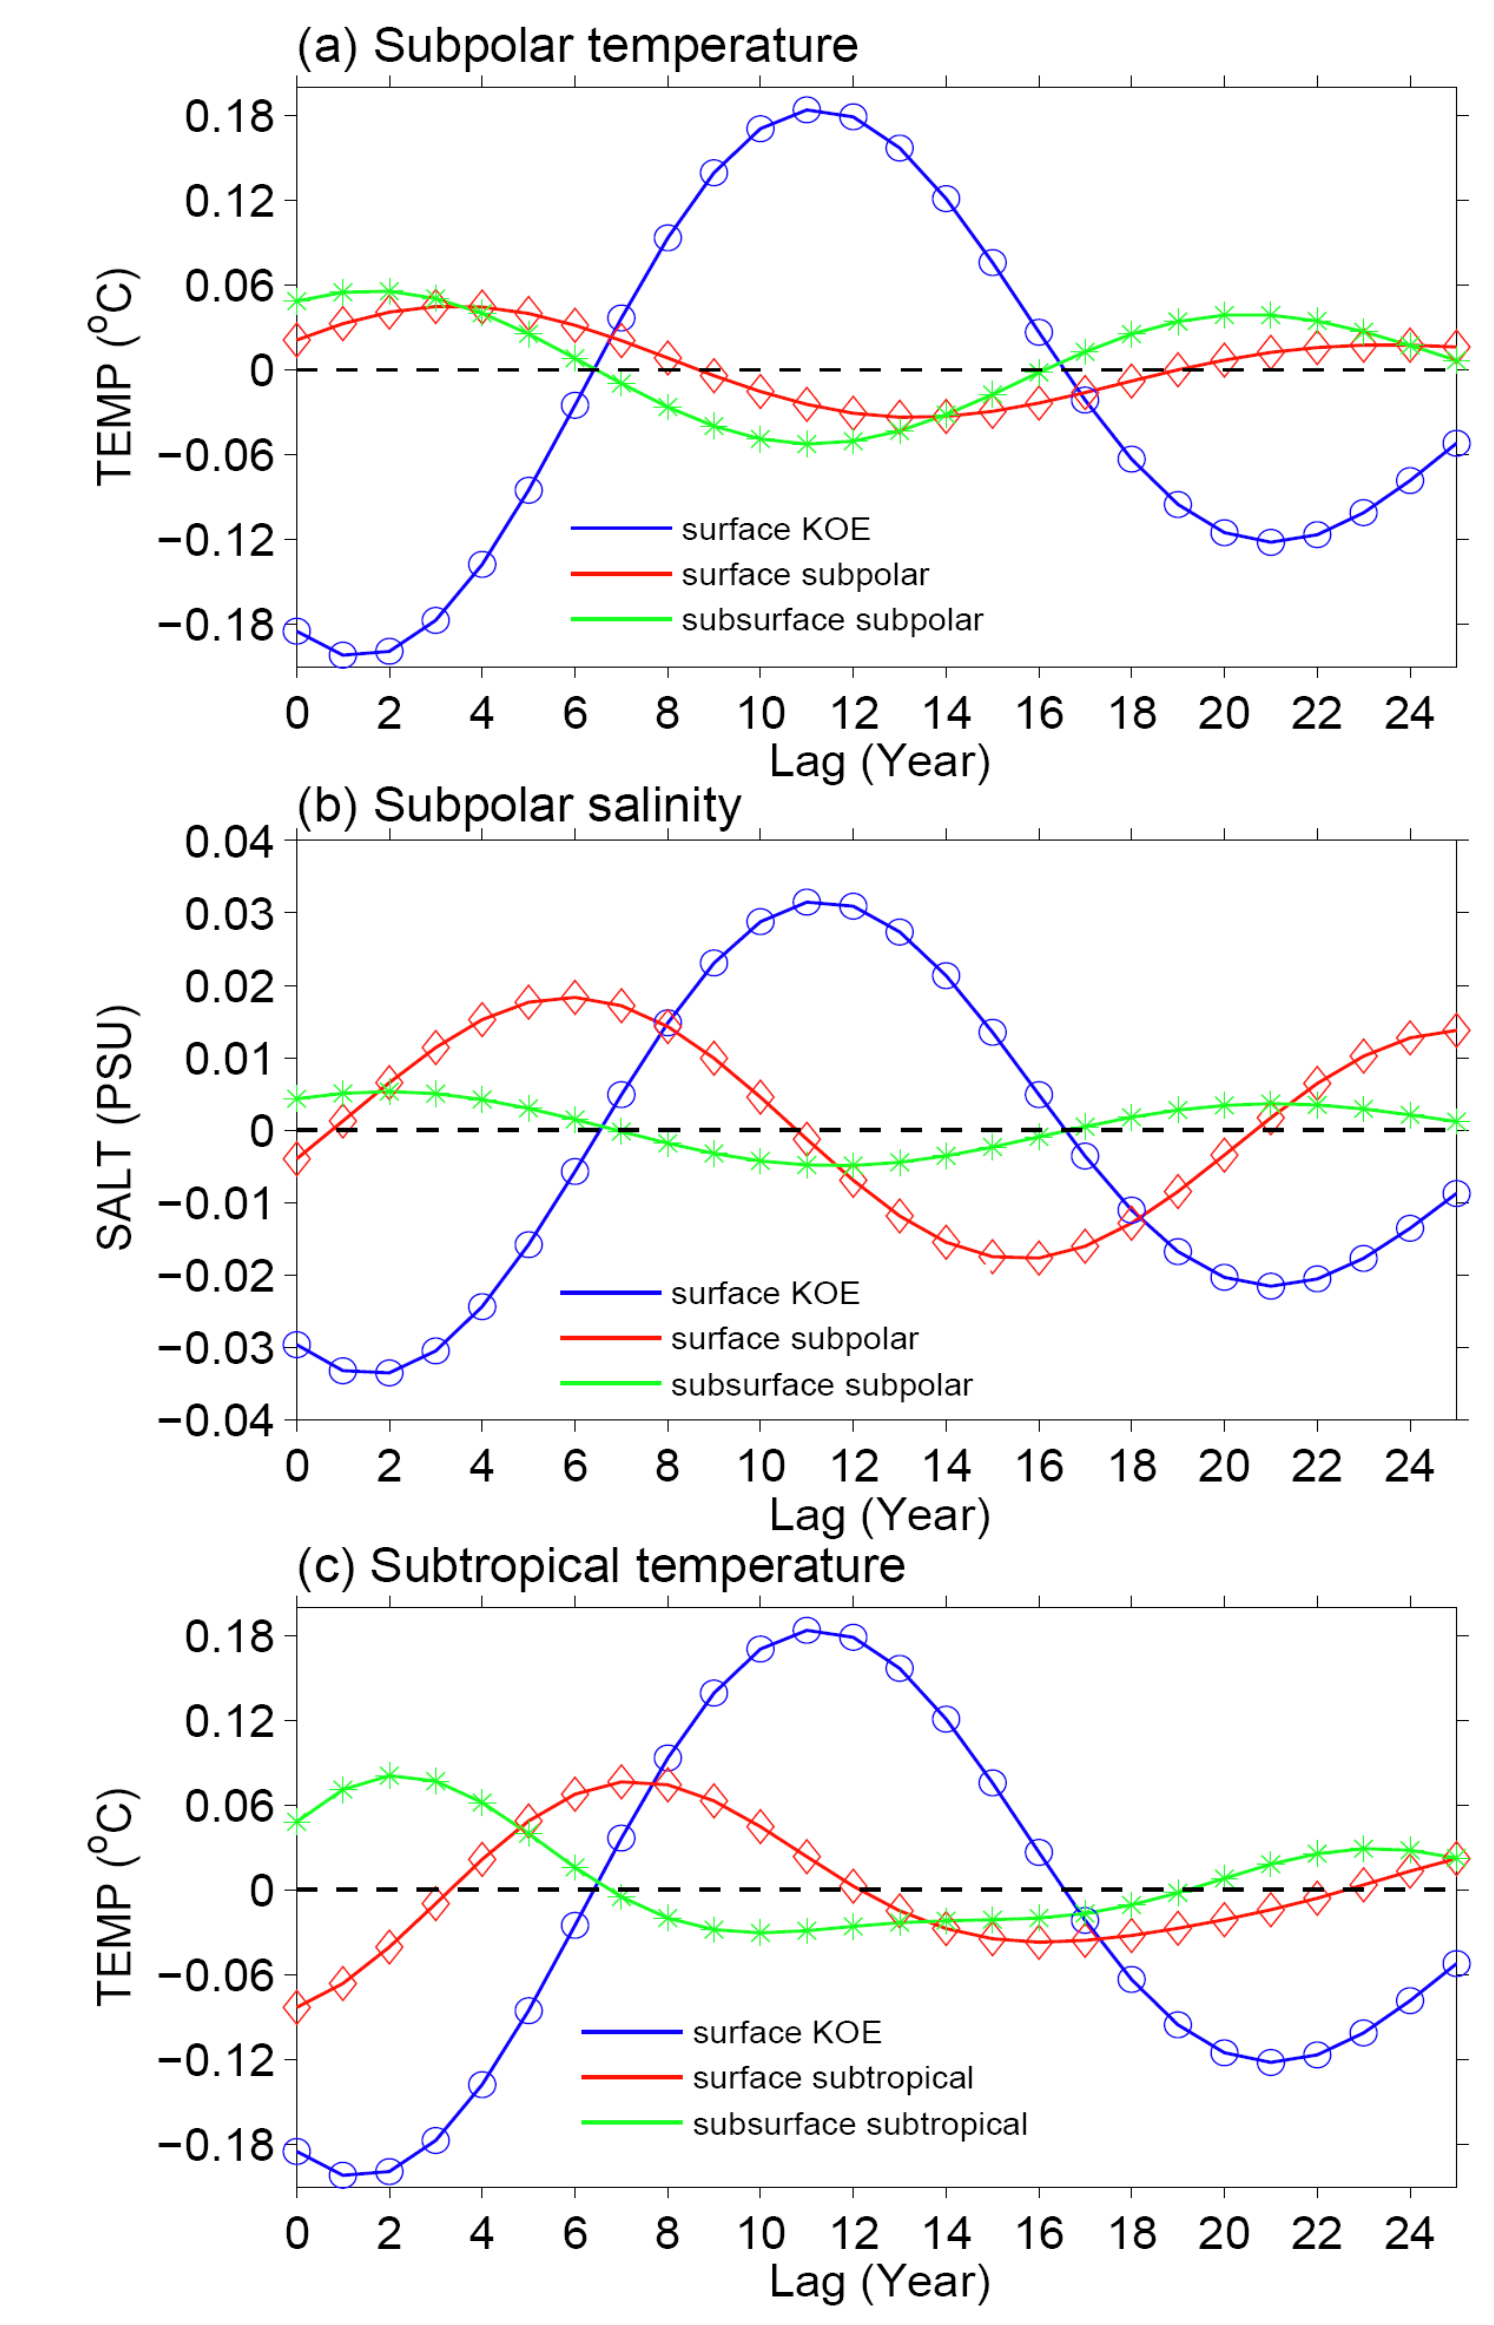 (a) Subpolar temperature
0.18
0.12
0.06
0
−0.06
−0.12
−0.18
TEMP (oC)
surface KOE
surface subpolar
subsurface subpolar
0 2 4 6 8 10 12 14 16 18 20 22 24
Lag (Year)
(b) Subpolar salinity
0.04
0.03
0.02
0.01
0
−0.01
−0.02
−0.03
−0.04
SALT (PSU)
surface KOE
surface subpolar
subsurface subpolar
0 2 4 6 8 10 12 14 16 18 20 22 24
Lag (Year)
(c) Subtropical temperature
0.18
0.12
0.06
0
−0.06
−0.12
−0.18
TEMP (oC)
surface KOE
surface subtropical
subsurface subtropical
0 2 4 6 8 10 12 14 16 18 20 22 24
Lag (Year)